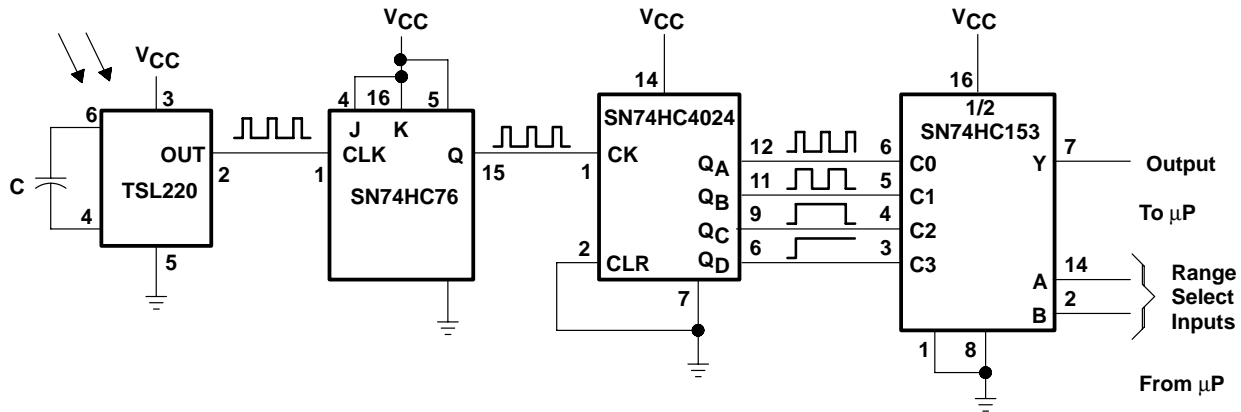 VCC
3
6
OUT
2
C
TSL220
4
5
VCC
4
16
5
J
K
CLK
Q
1
15
SN74HC76
VCC
14
SN74HC4024
CK
1
QA
12
QB
11
QC
9
QD
6
2
CLR
7
VCC
16
1/2
SN74HC153
6
C0
5
C1
4
C2
3
C3
Y
7
Output
To μP
A
14
B
2
Range
Select
Inputs
1
8
From μP